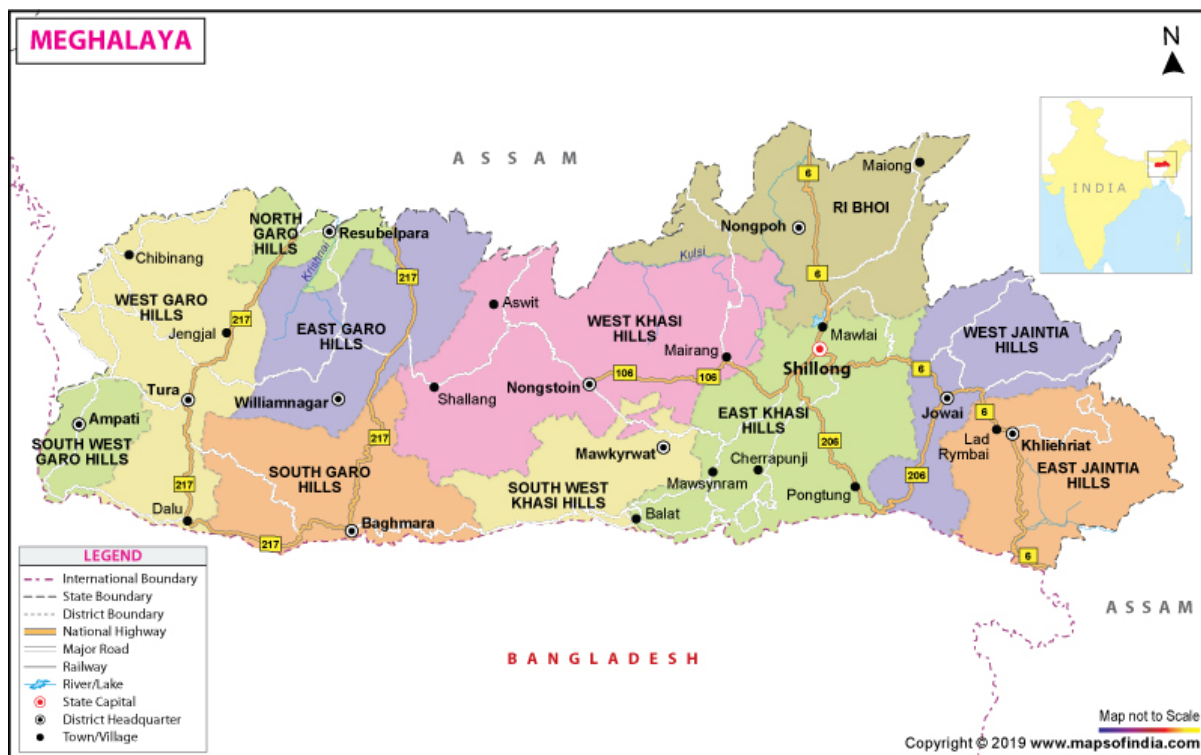 MEGHALAYA
N
INDIA
ASSAM
Maiong
6
RI BHOI
NORTH
GARO
HILLS
Resubelpara
Nongpoh
Krishnai
Chibinang
Kulsi
217
6
WEST GARO
HILLS
Aswit
217
Jengjal
EAST GARO
HILLS
WEST KHASI
HILLS
Mawlai
WEST JAINTIA
HILLS
Mairang
Shillong
106
106
6
Tura
Williamnagar
Shallang
Nongstoin
Jowai
6
Ampati
SOUTH WEST
GARO HILLS
EAST KHASI
HILLS
217
206
Lad
Rymbai
Khliehriat
Mawkyrwat
SOUTH GARO
HILLS
Cherrapunji
EAST JAINTIA
HILLS
217
SOUTH WEST
KHASI HILLS
Mawsynram
206
Pongtung
Dalu
Baghmara
Balat
217
6
LEGEND
International Boundary
State Boundary
District Boundary
National Highway
Major Road
Railway
River/Lake
State Capital
District Headquarter
Town/Village
ASSAM
BANGLADESH
Map not to Scale
Copyright © 2019 www.mapsofindia.com